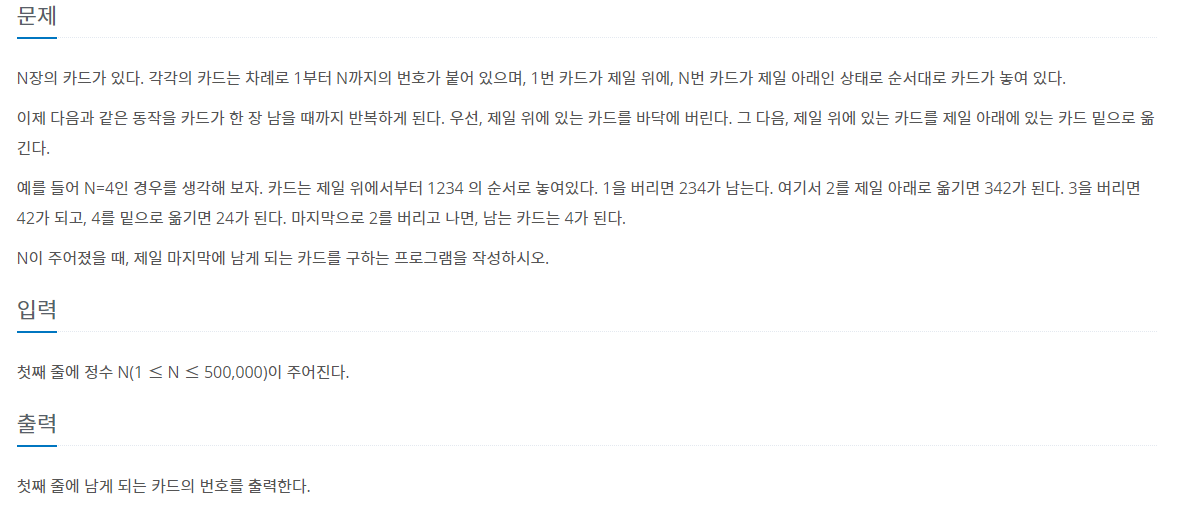 문제
N장의 카드가 있다. 각각의 카드는 차례로 1부터 N까지의 번호가 붙어 있으며, 1번 카드가 제일 위에, N번 카드가 제일 아래인 상태로 순서대로 카드가 놓여 있다.
이제 다음과 같은 동작을 카드가 한 장 남을 때까지 반복하게 된다. 우선, 제일 위에 있는 카드를 바닥에 버린다. 그 다음, 제일 위에 있는 카드를 제일 아래에 있는 카드 밑으로 옮
긴다.
예를 들어 N=4인 경우를 생각해 보자. 카드는 제일 위에서부터 1234 의 순서로 놓여있다. 1을 버리면 234가 남는다. 여기서 2를 제일 아래로 옮기면 342가 된다. 3을 버리면
42가 되고, 4를 밑으로 옮기면 24가 된다. 마지막으로 2를 버리고 나면, 남는 카드는 4가 된다.
N이 주어졌을 때, 제일 마지막에 남게 되는 카드를 구하는 프로그램을 작성하시오.
입력
첫째 줄에 정수 N(1 ≤ N ≤ 500,000)이 주어진다.
출력
첫째 줄에 남게 되는 카드의 번호를 출력한다.